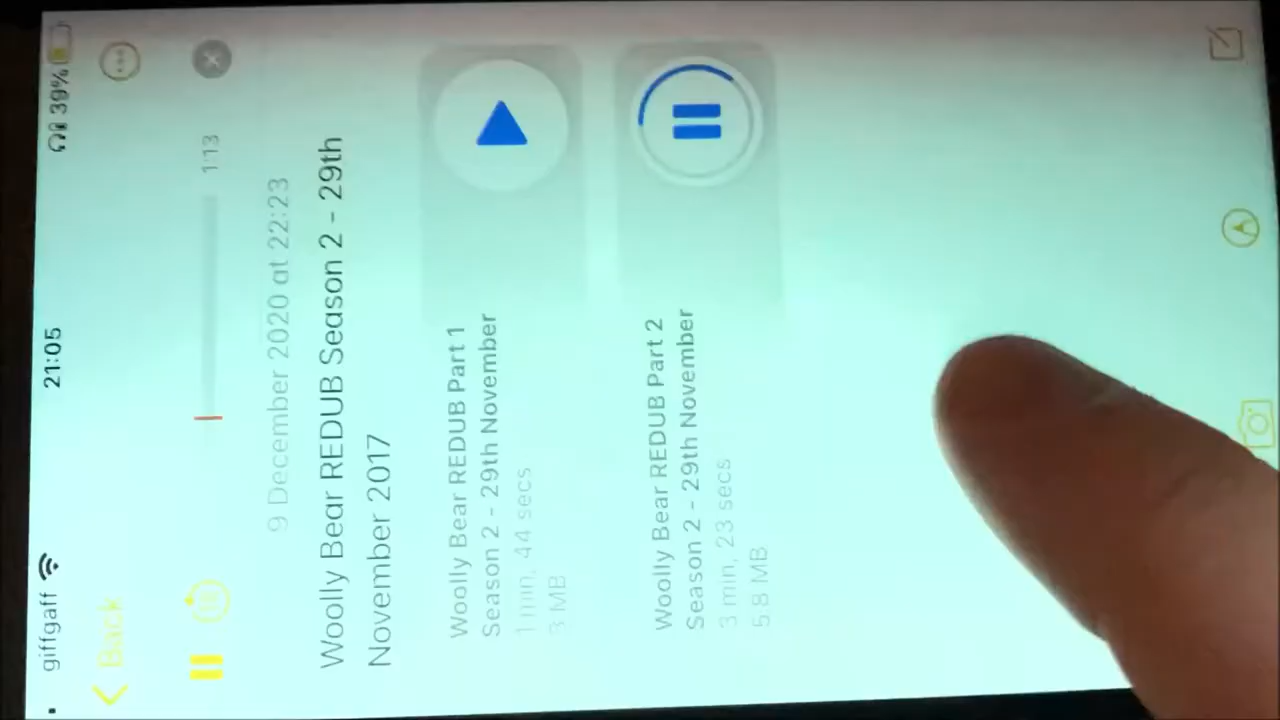 giffgaff 21:05 39%
Back
1:13
9 December 2020 at 22:23
Woolly Bear REDUB Season 2 - 29th
November 2017
Woolly Bear REDUB Part 1
Season 2 - 29th November
1 min, 44 secs
3 MB
Woolly Bear REDUB Part 2
Season 2 - 29th November
3 min, 23 secs
5.8 MB